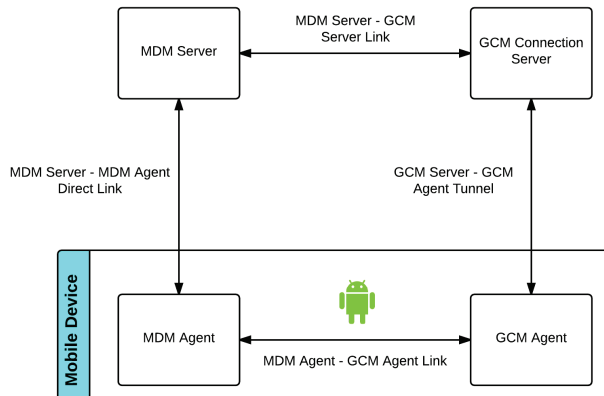 MDM Server - GCM
Server Link
MDM Server
GCM Connection
Server
MDM Server - MDM Agent
Direct Link
GCM Server - GCM
Agent Tunnel
Mobile Device
MDM Agent
GCM Agent
MDM Agent - GCM Agent Link